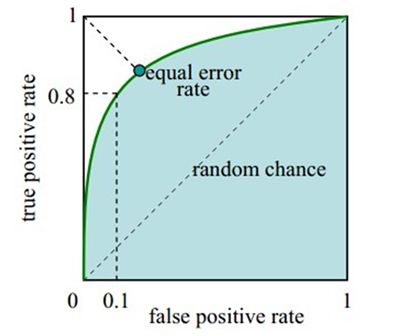 1
equal error
rate
0.8
true positive rate
random chance
0 0.1 1
false positive rate